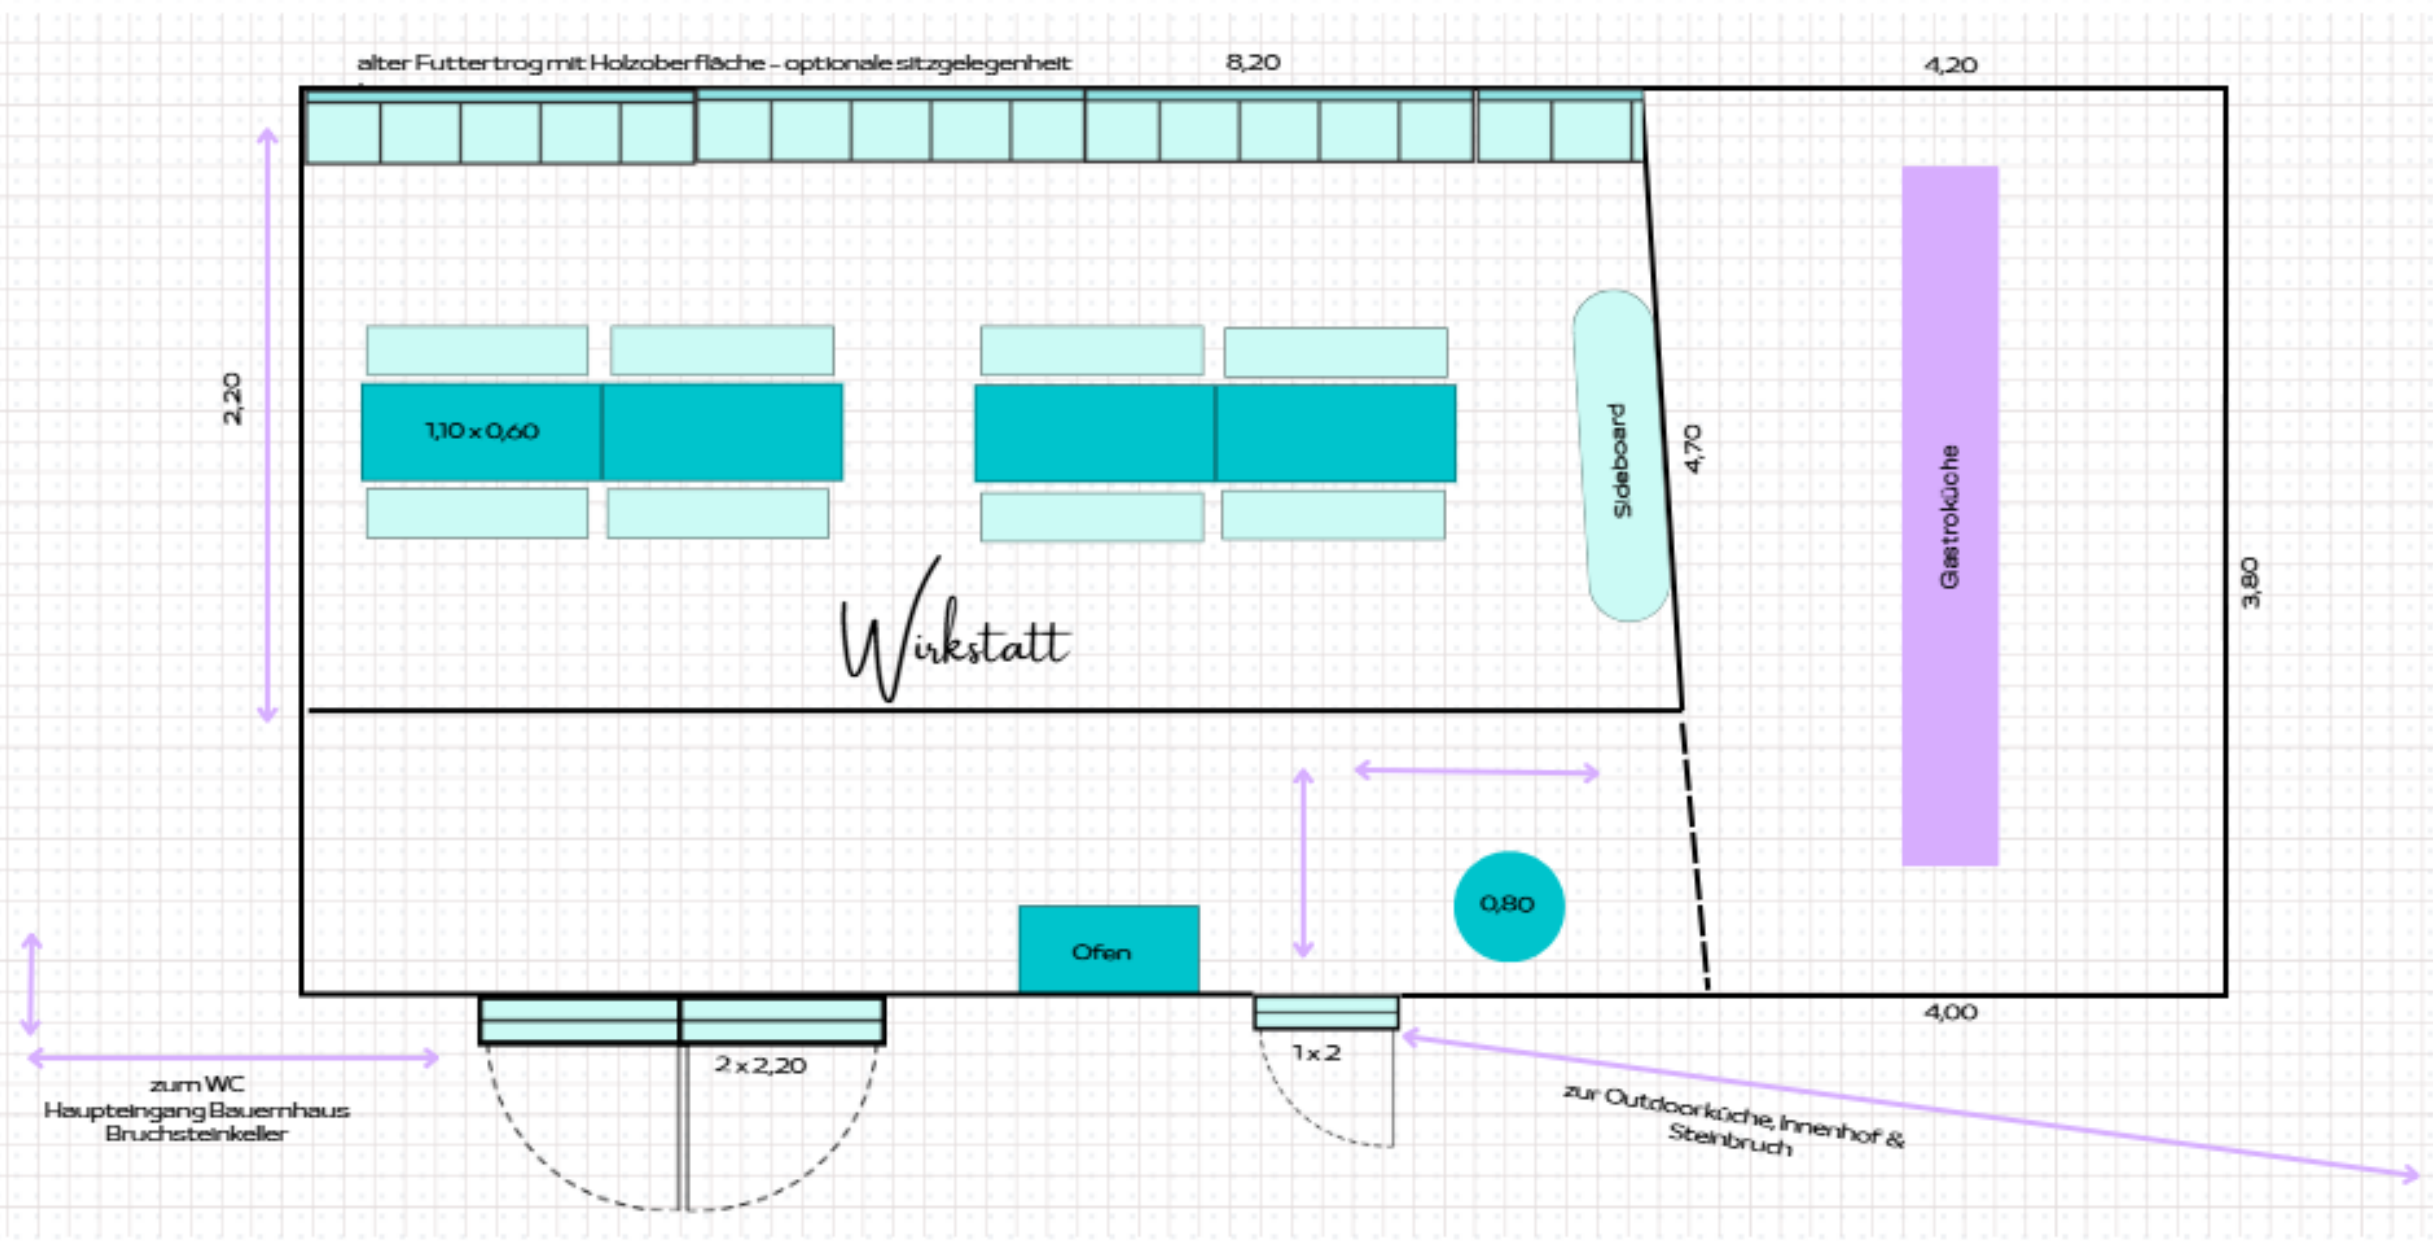 alter Futtertrog mit Holzoberfläche - optionale sitzgelegenheit
8,20
4,20
2,20
1,10 x 0,60
Sideboard
4,70
Gastroküche
3,80
Wirkstatt
0,80
Ofen
4,00
2 x 2,20
1 x 2
zum WC
Haupteingang Bauernhaus
Bruchsteinkeller
zur Outdoorküche, Innenhof &
Steinbruch